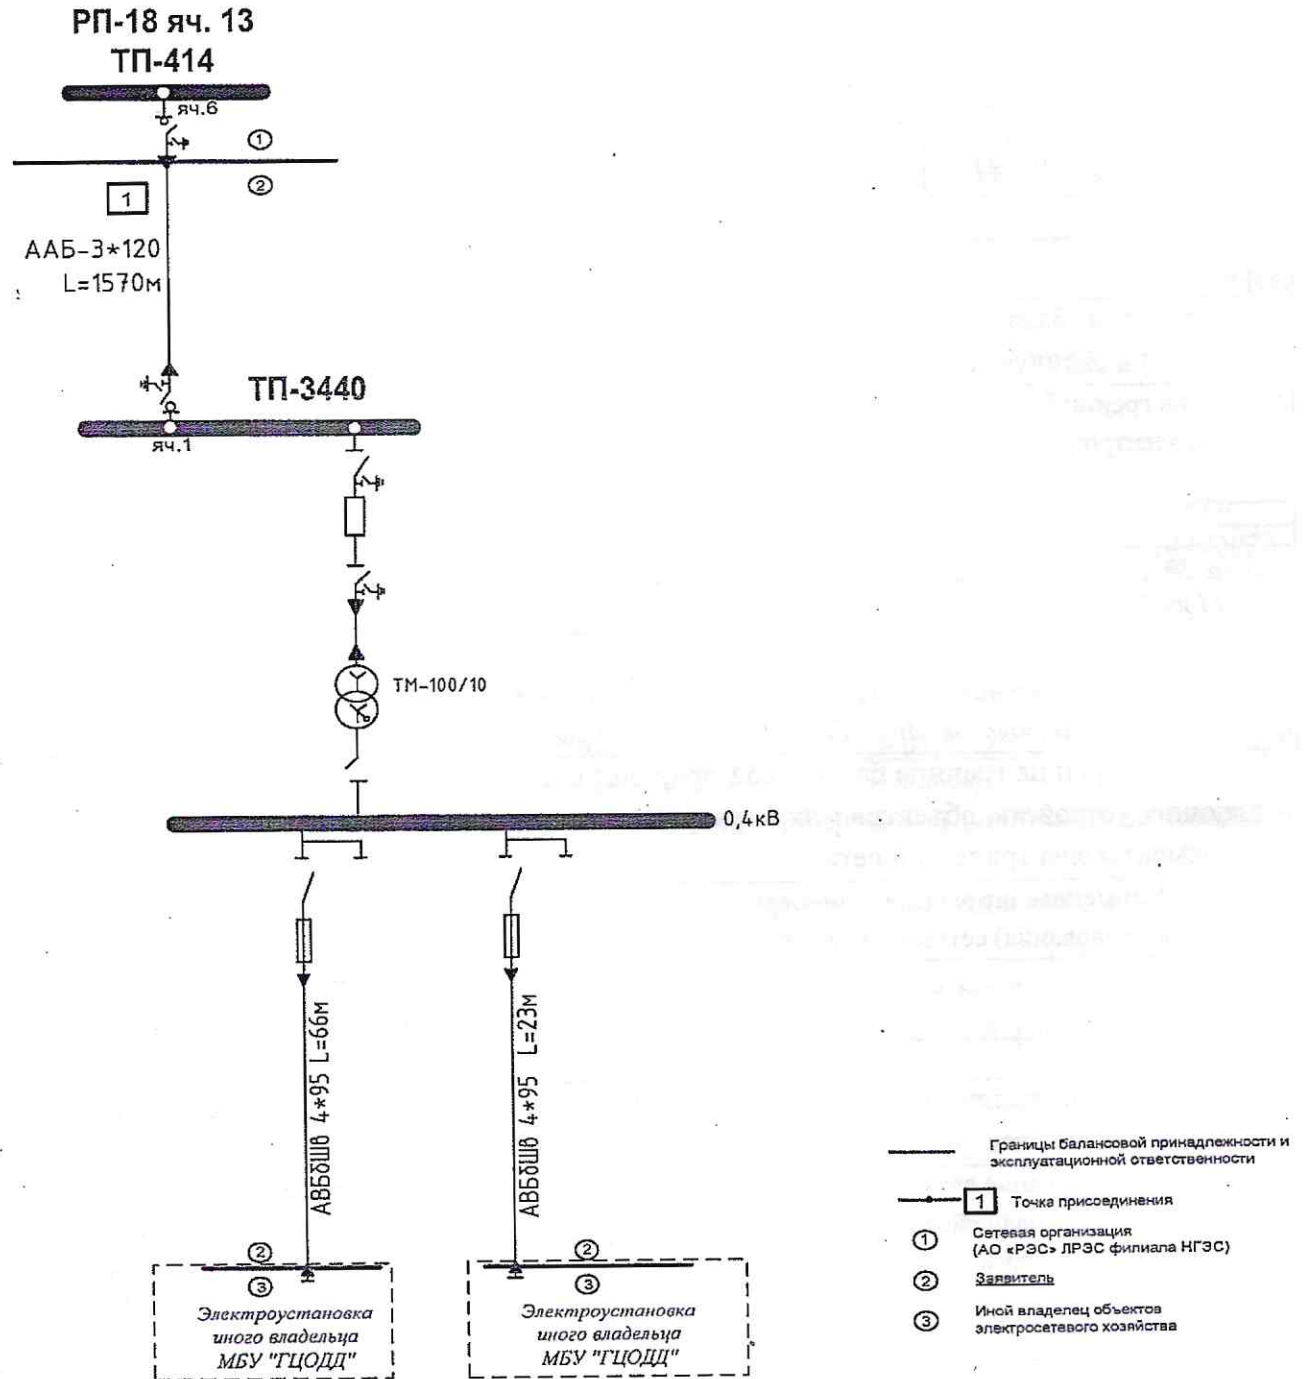 РП-18 яч. 13
ТП-414
яч.6
1
2
1
ААБ-3*120
L=1570м
ТП-3440
яч.1
ТМ-100/10
0,4кВ
АВБбШв 4*95 L=66м
АВБбШв 4*95 L=23м
2
3
Электроустановка
иного владельца
МБУ "ГЦОДД"
2
3
Электроустановка
иного владельца
МБУ "ГЦОДД"
Границы балансовой принадлежности и
эксплуатационной ответственности
1 Точка присоединения
1 Сетевая организация
(АО «РЭС» ЛРЭС филиала НГЭС)
2 Заявитель
3 Иной владелец объектов
электросетевого хозяйства